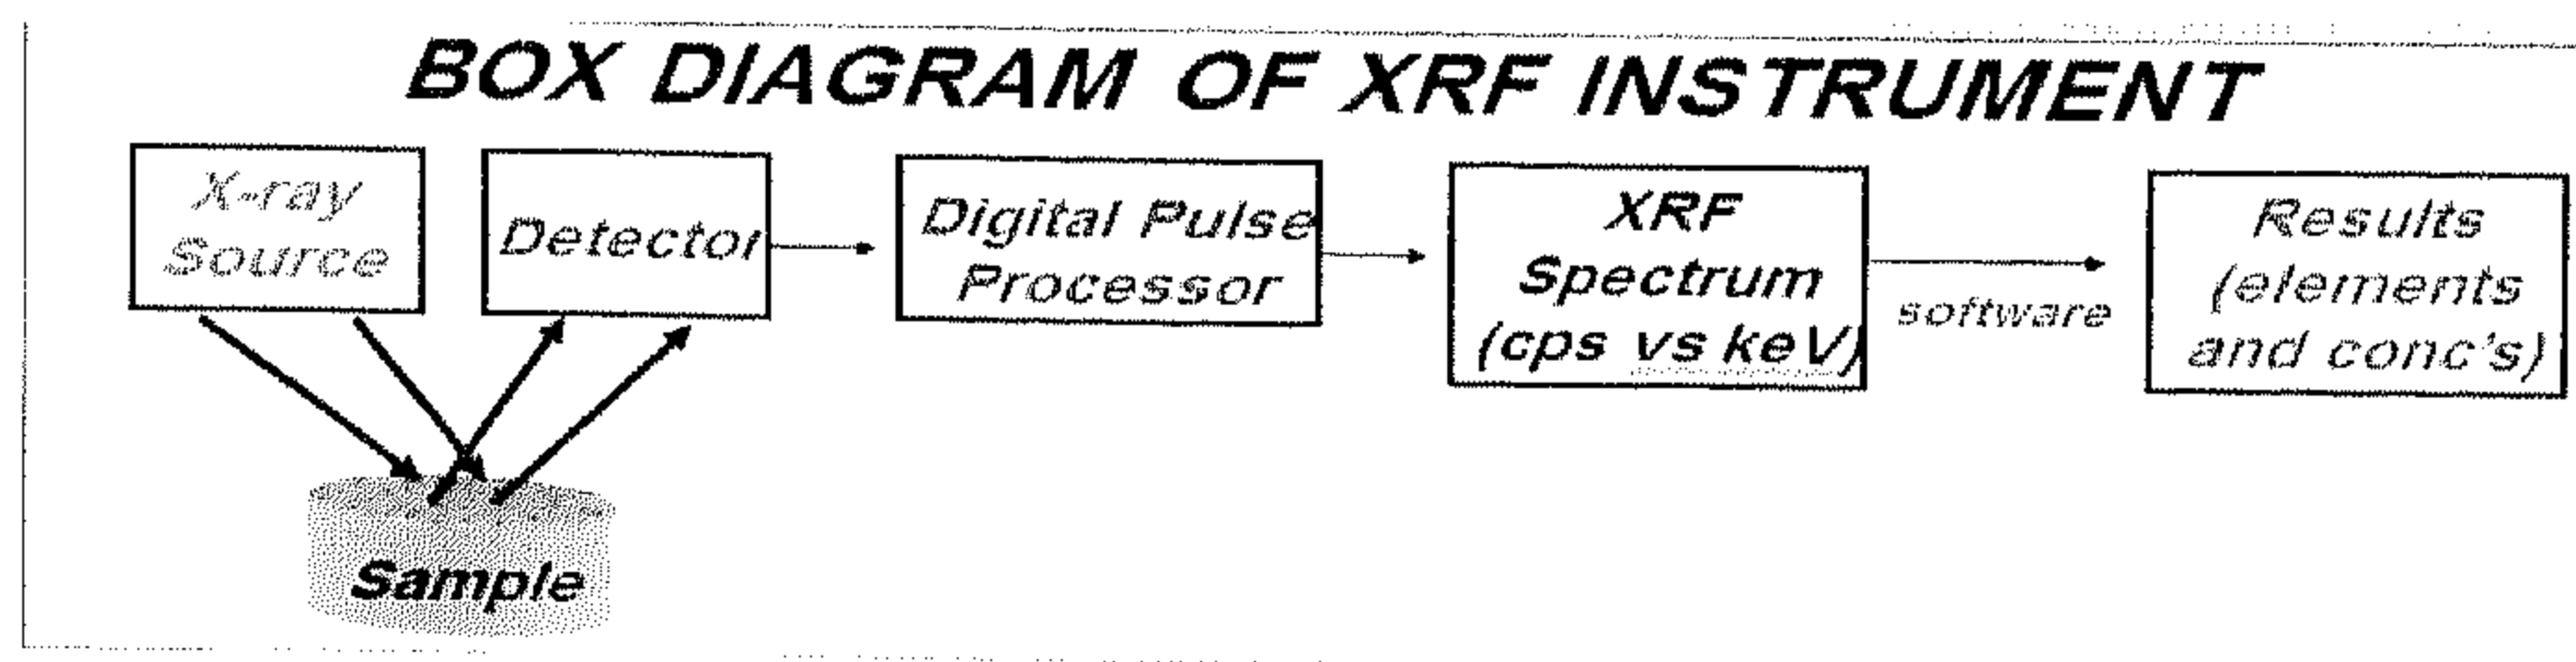 BOX DIAGRAM OF XRF INSTRUMENT
X-ray
Source
Detector
Digital Pulse
Processor
XRF
Spectrum
(cps vs keV)
software
Results
(elements
and conc's)
Sample